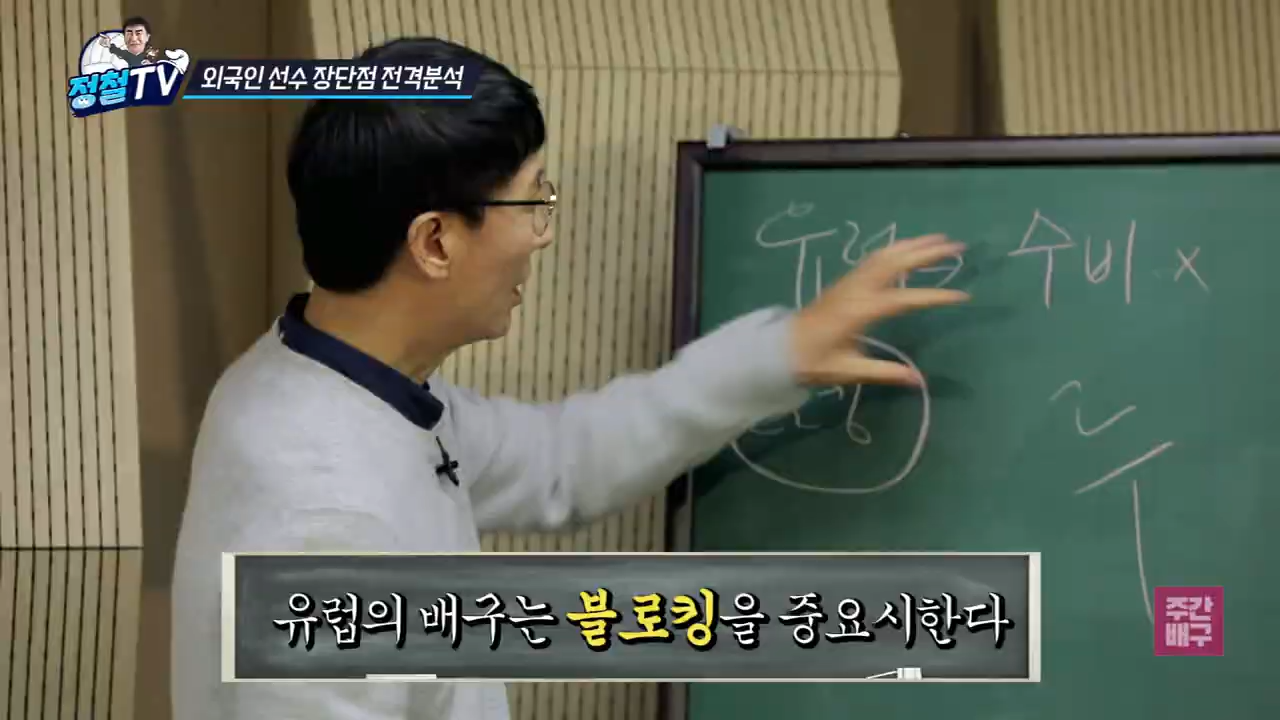 정철TV
외국인 선수 장단점 전격분석
수비 x
유럽의 배구는 블로킹을 중요시한다
주간
배구